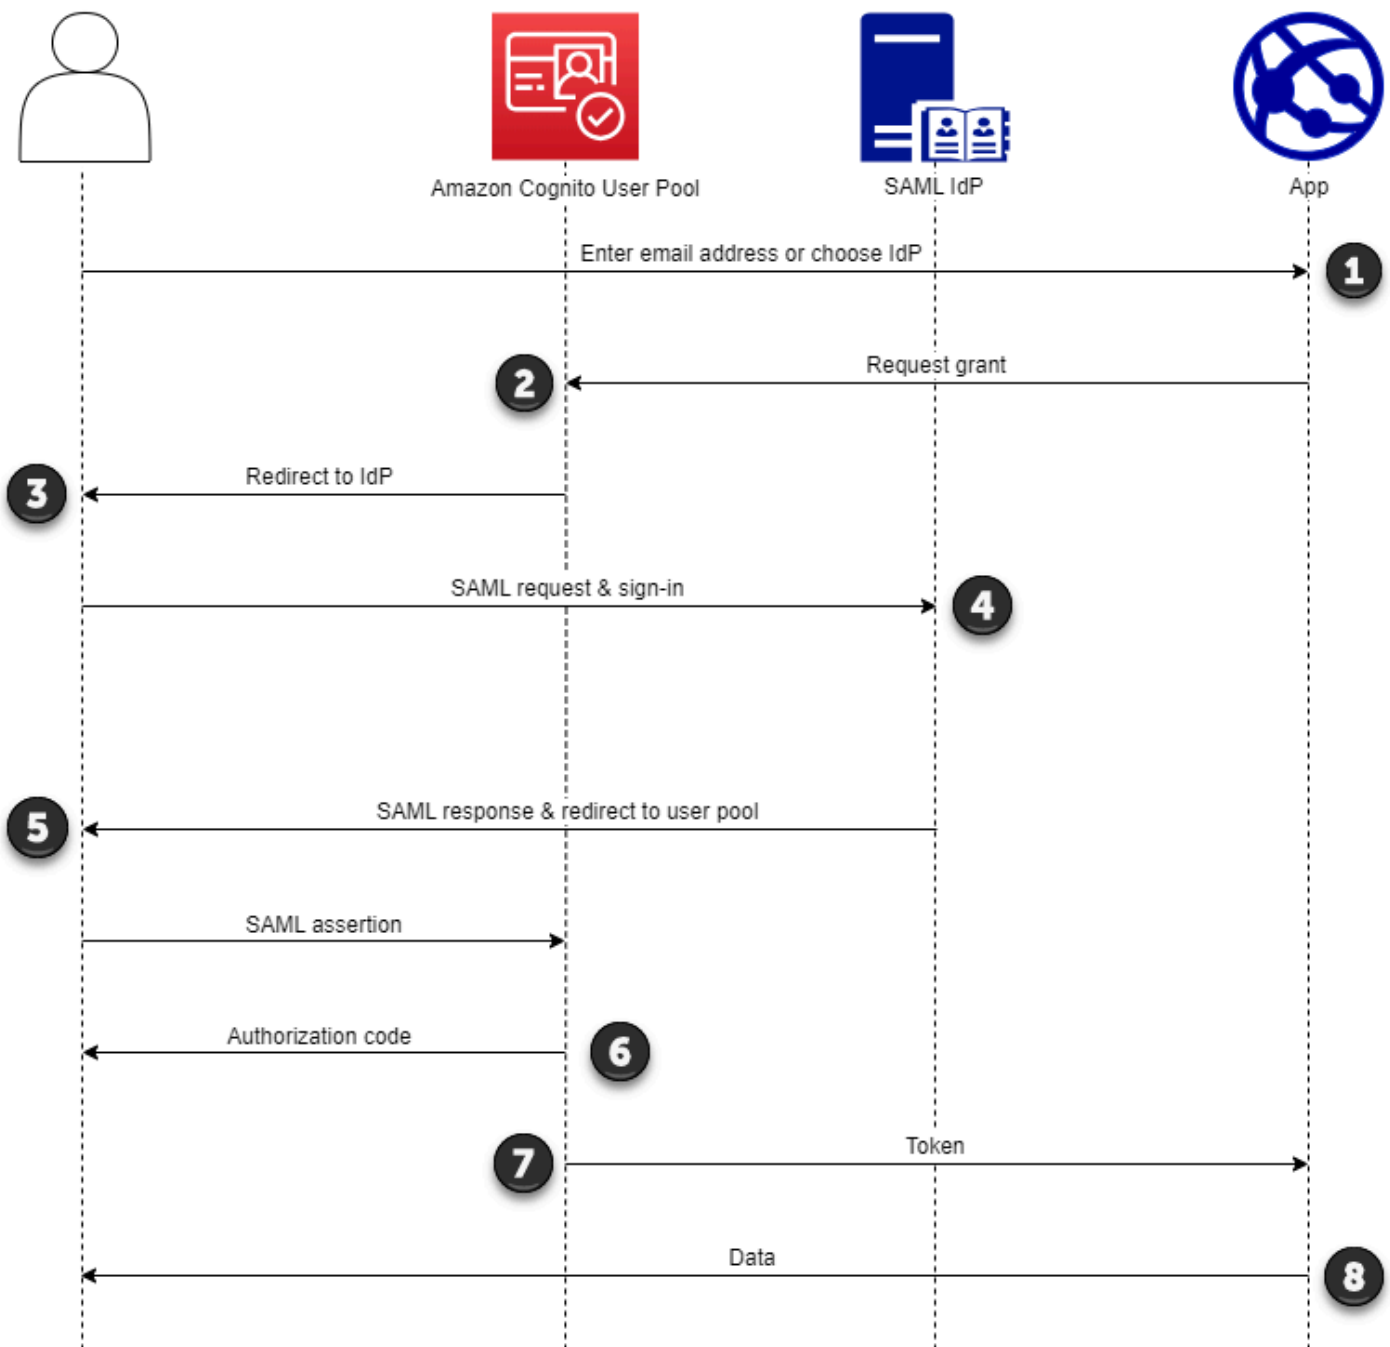 Amazon Cognito User Pool
SAML IdP
App
Enter email address or choose IdP
1
Request grant
2
Redirect to IdP
3
SAML request & sign-in
4
SAML response & redirect to user pool
5
SAML assertion
Authorization code
6
Token
7
Data
8